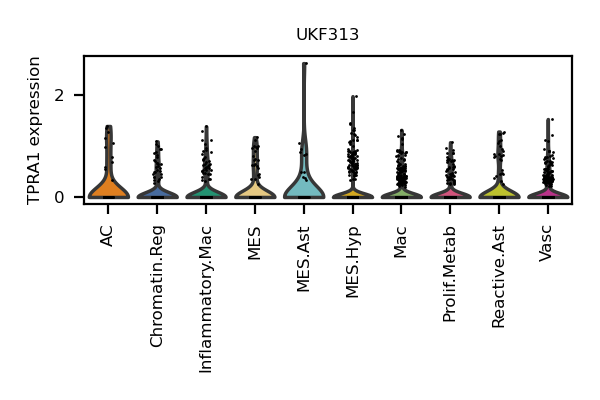 UKF313
TPRA1 expression
2
0
AC
Chromatin.Reg
Inflammatory.Mac
MES
MES.Ast
MES.Hyp
Mac
Prolif.Metab
Reactive.Ast
Vasc